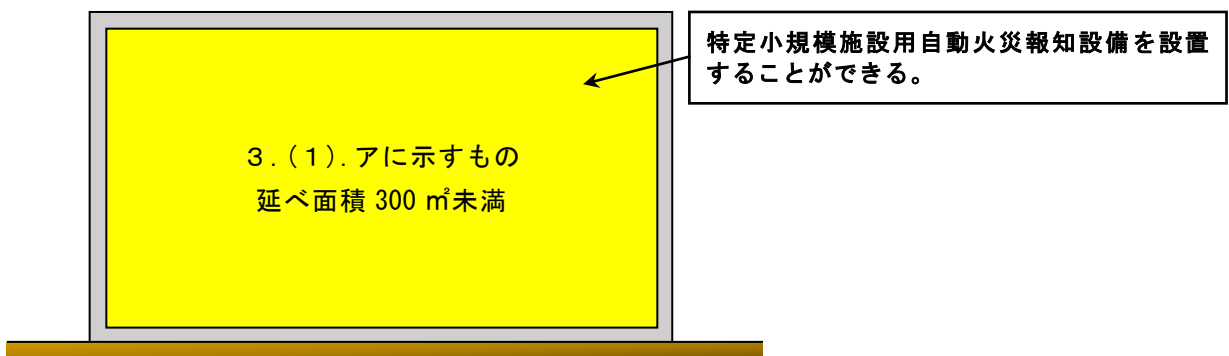 特定小規模施設用自動火災報知設備を設置
することができる。
３．（１）．アに示すもの
延べ面積 300 ㎡未満